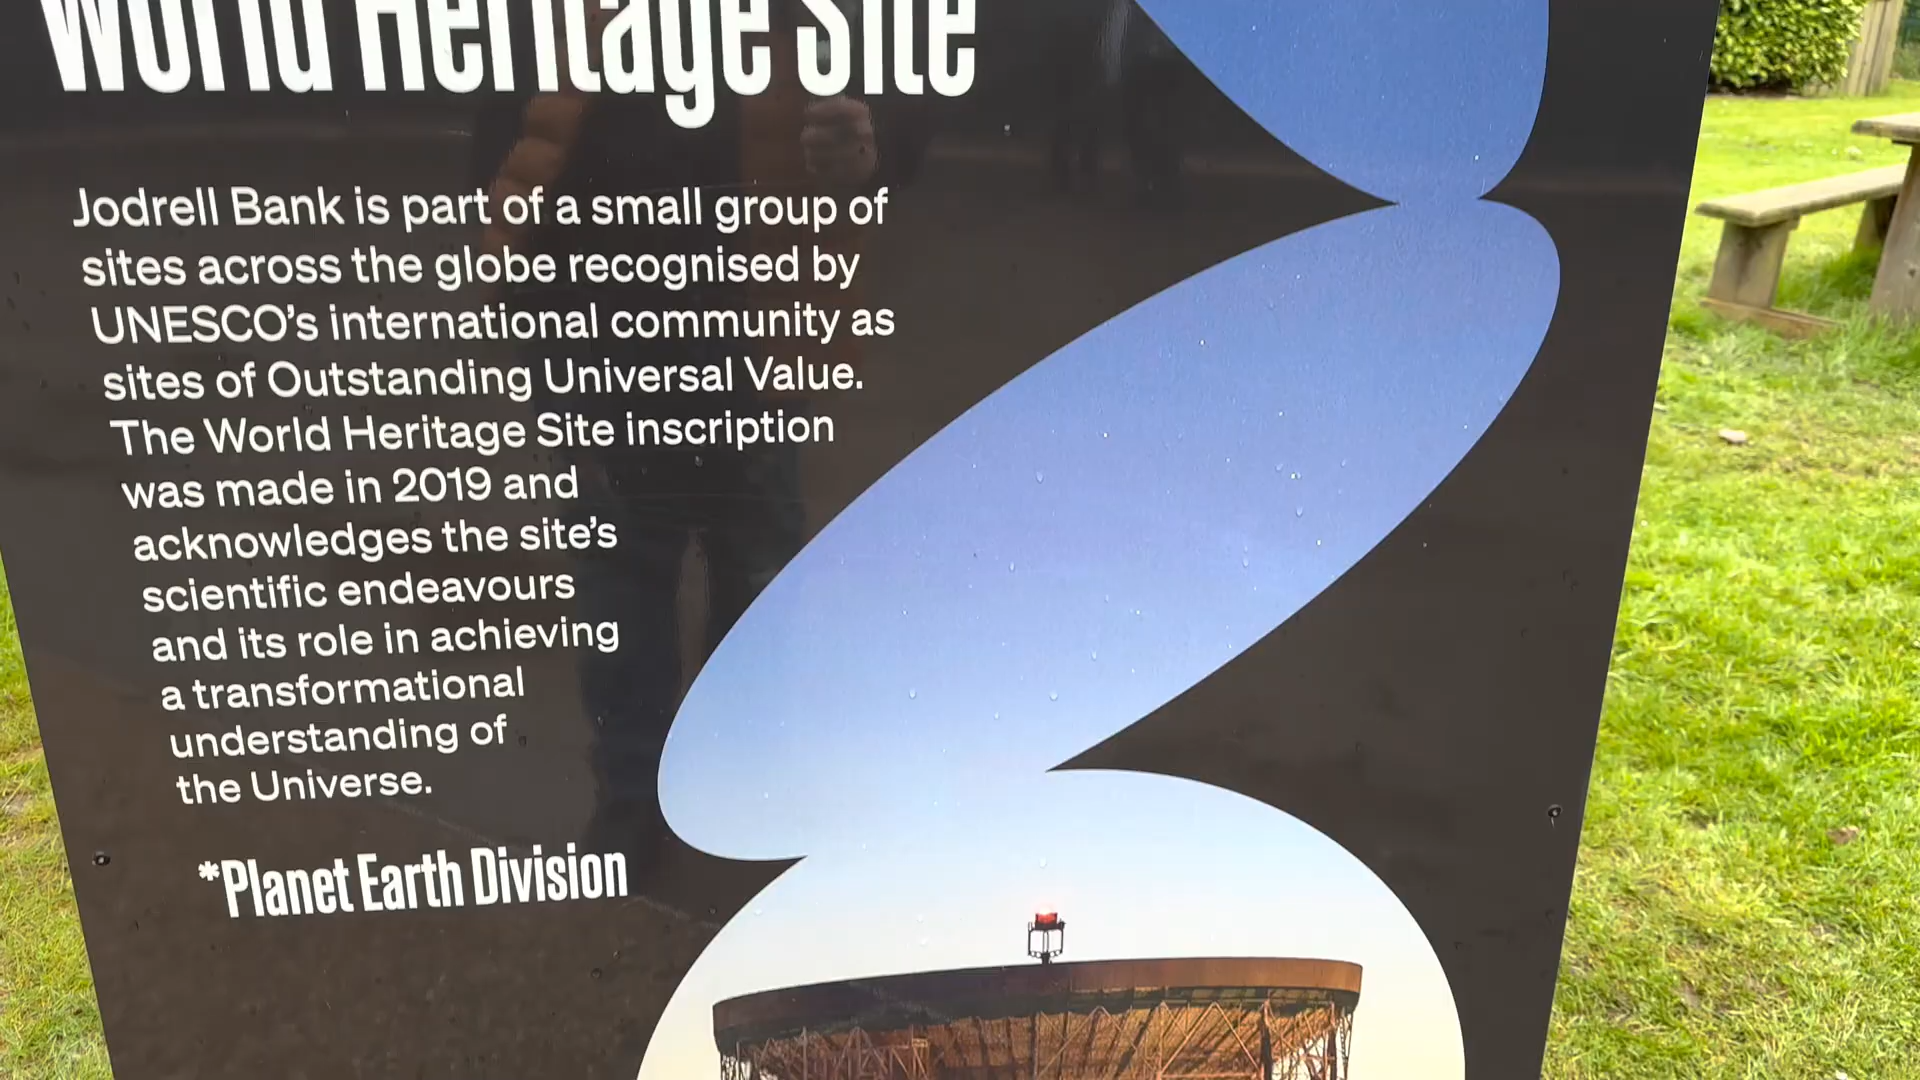 World Heritage Site
Jodrell Bank is part of a small group of
sites across the globe recognised by
UNESCO’s international community as
sites of Outstanding Universal Value.
The World Heritage Site inscription
was made in 2019 and
acknowledges the site’s
scientific endeavours
and its role in achieving
a transformational
understanding of
the Universe.
*Planet Earth Division